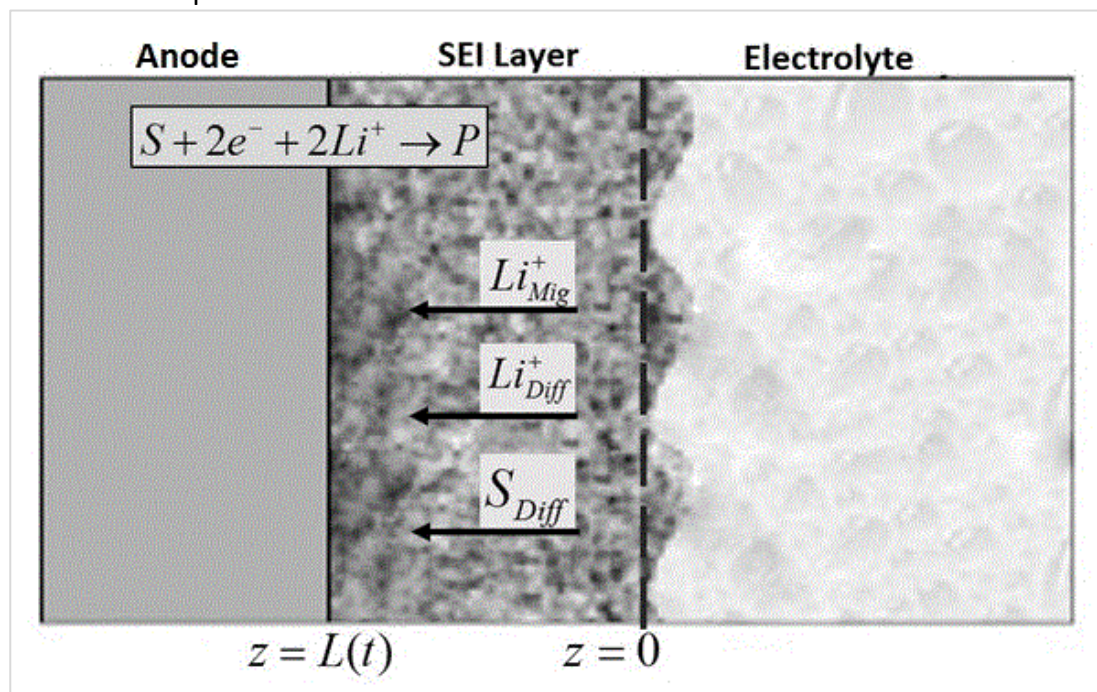 Anode SEI Layer Electrolyte
S + 2e⁻ + 2Li⁺ → P
Li⁺Mig
Li⁺Diff
SDiff
z = L(t) z = 0